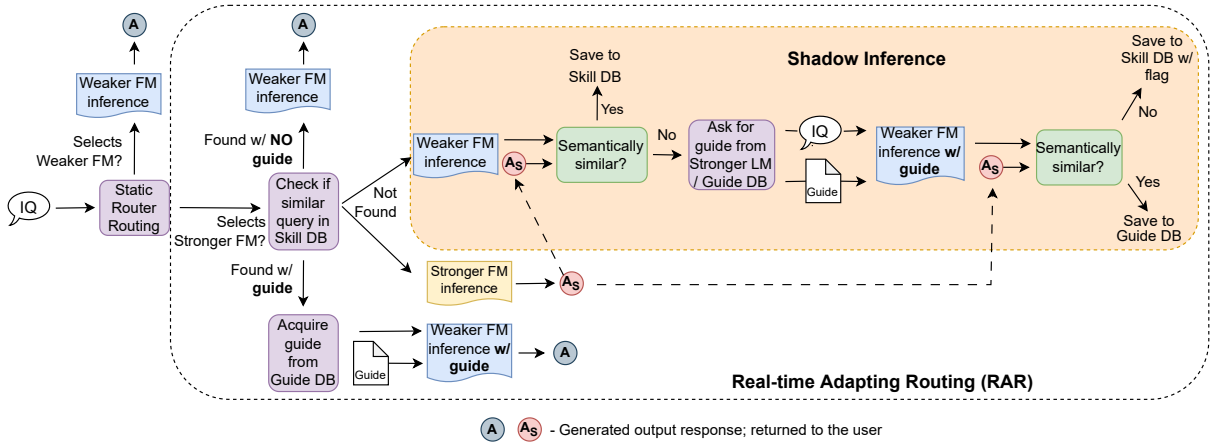 A
Weaker FM
inference
Selects
Weaker FM?
IQ
Static
Router
Routing
Selects
Stronger FM?
A
Weaker FM
inference
Found w/ NO
guide
Check if
similar
query in
Skill DB
Not
Found
Found w/
guide
Acquire
guide
from
Guide DB
Guide
Weaker FM
inference w/
guide
A
Stronger FM
inference
As
Shadow Inference
Weaker FM
inference
As
Save to
Skill DB
Yes
Semantically
similar?
No
Ask for
guide from
Stronger LM
/ Guide DB
IQ
Guide
Weaker FM
inference w/
guide
As
Semantically
similar?
Save to
Skill DB w/
flag
No
Yes
Save to
Guide DB
Real-time Adapting Routing (RAR)
A As - Generated output response; returned to the user